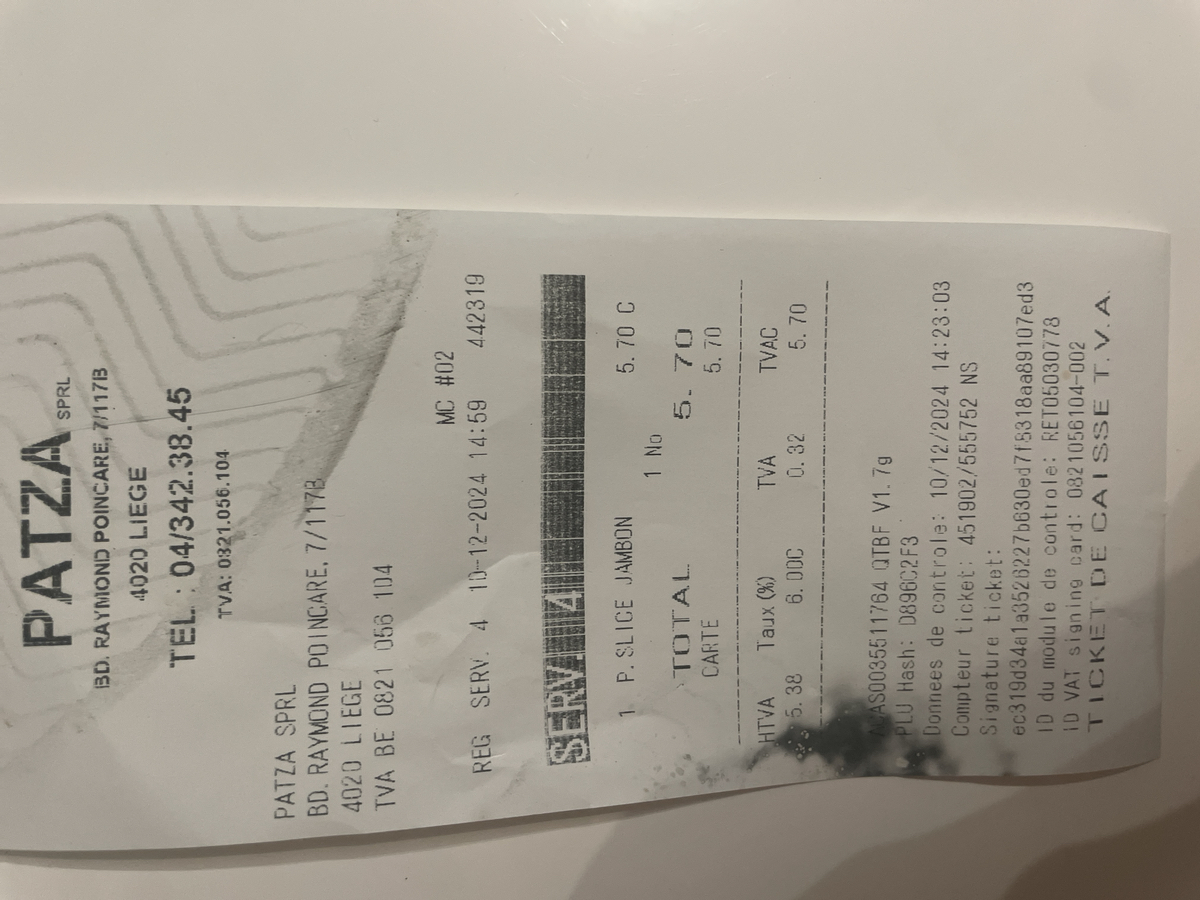 PATZA SPRL
BD. RAYMOND POINCARE, 7/117B
4020 LIEGE
TEL : 04/342.38.45
TVA: 0821.056.104
PATZA SPRL
BD. RAYMOND POINCARE, 7/117B
4020 LIEGE
TVA BE 0821 056 104
MC #02
REG SERV. 4 10-12-2024 14:59 442319
SERV. 4
1 P.SLICE JAMBON 5.70 C
1 No
TOTAL 5.70
CARTE 5.70
HTVA Taux(%) TVA TVAC
5.38 6.00C 0.32 5.70
QTBF V1.7g
PLU Hash: D896C2F3
Donnees de controle: 10/12/2024 14:23:03
Compteur ticket: 451902/555752 NS
Signature ticket:
ID du module de controle: RET05030778
ID VAT signing card: 0821056104-002
TICKET DE CAISSE T.V.A.